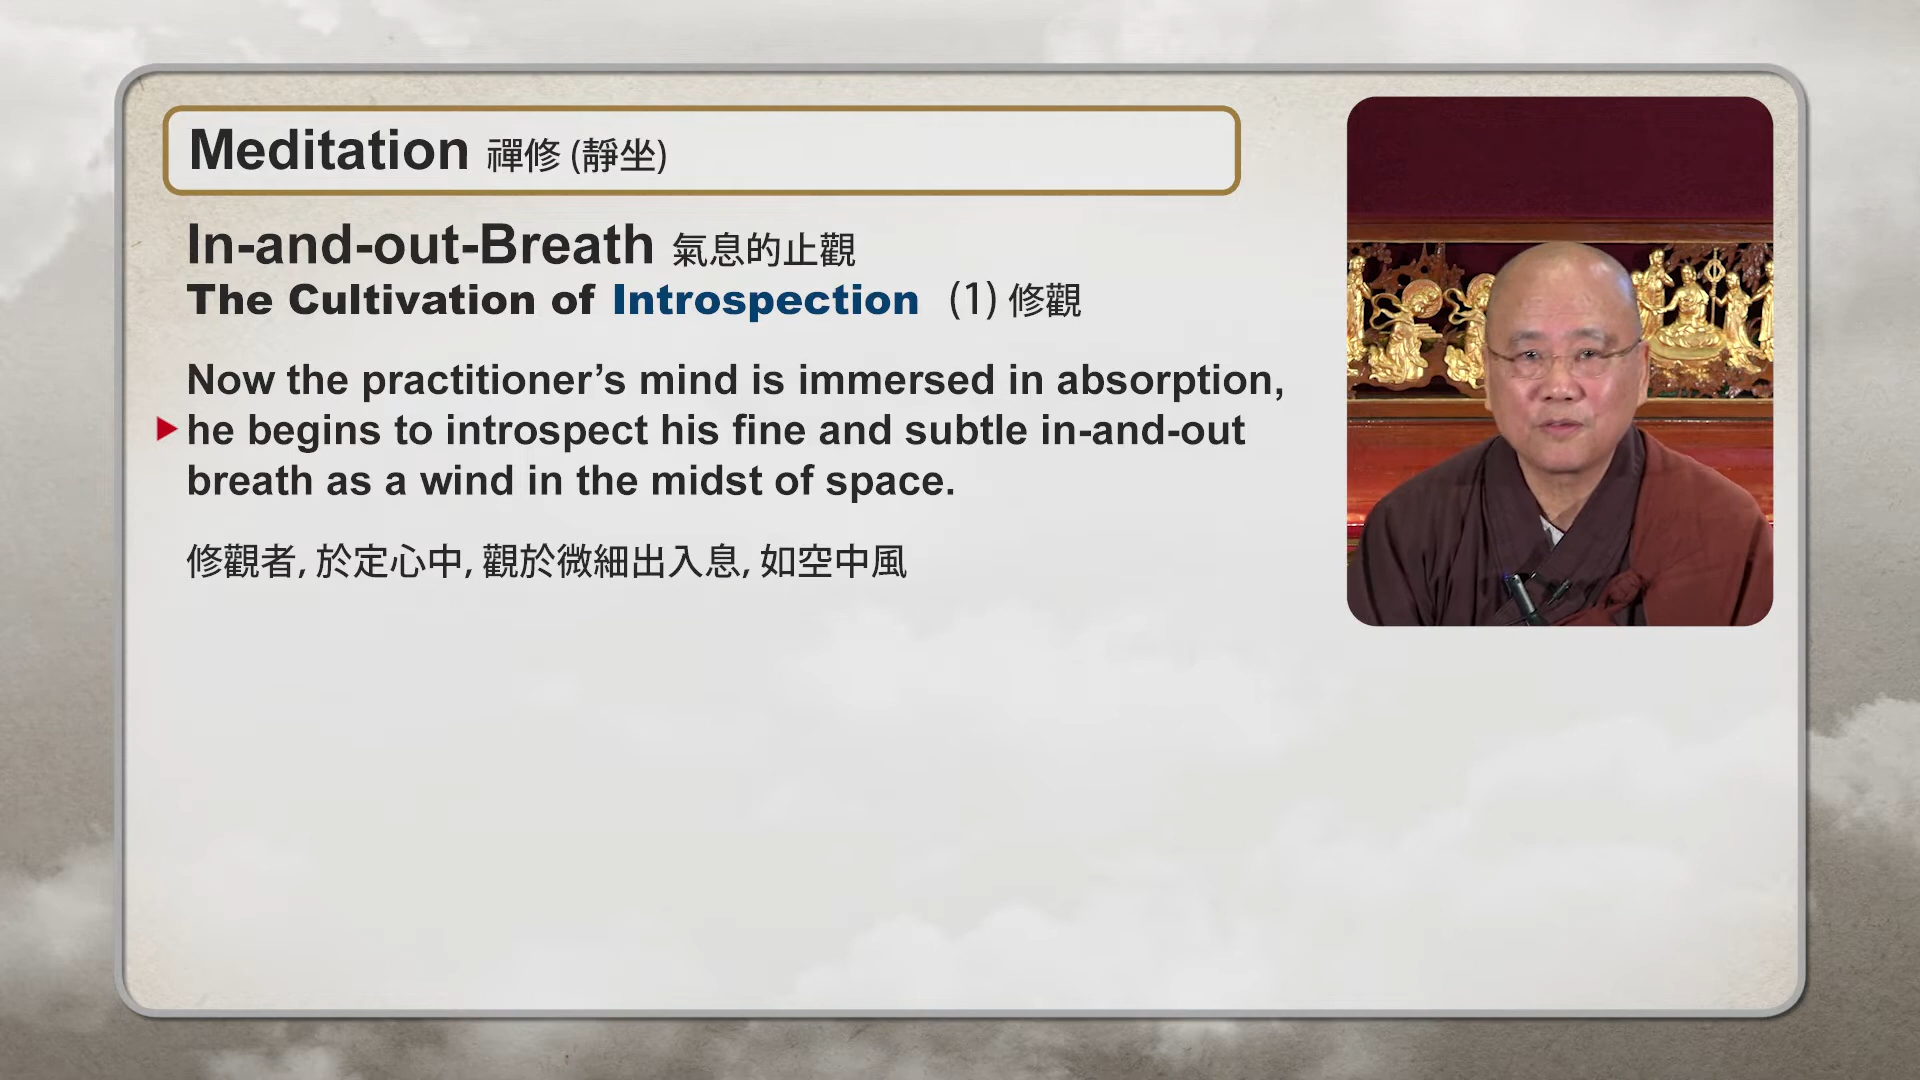 Meditation 禪修 (靜坐)
In-and-out-Breath 氣息的止觀
The Cultivation of Introspection (1) 修觀
Now the practitioner’s mind is immersed in absorption,
he begins to introspect his fine and subtle in-and-out
breath as a wind in the midst of space.
修觀者, 於定心中, 觀於微細出入息, 如空中風